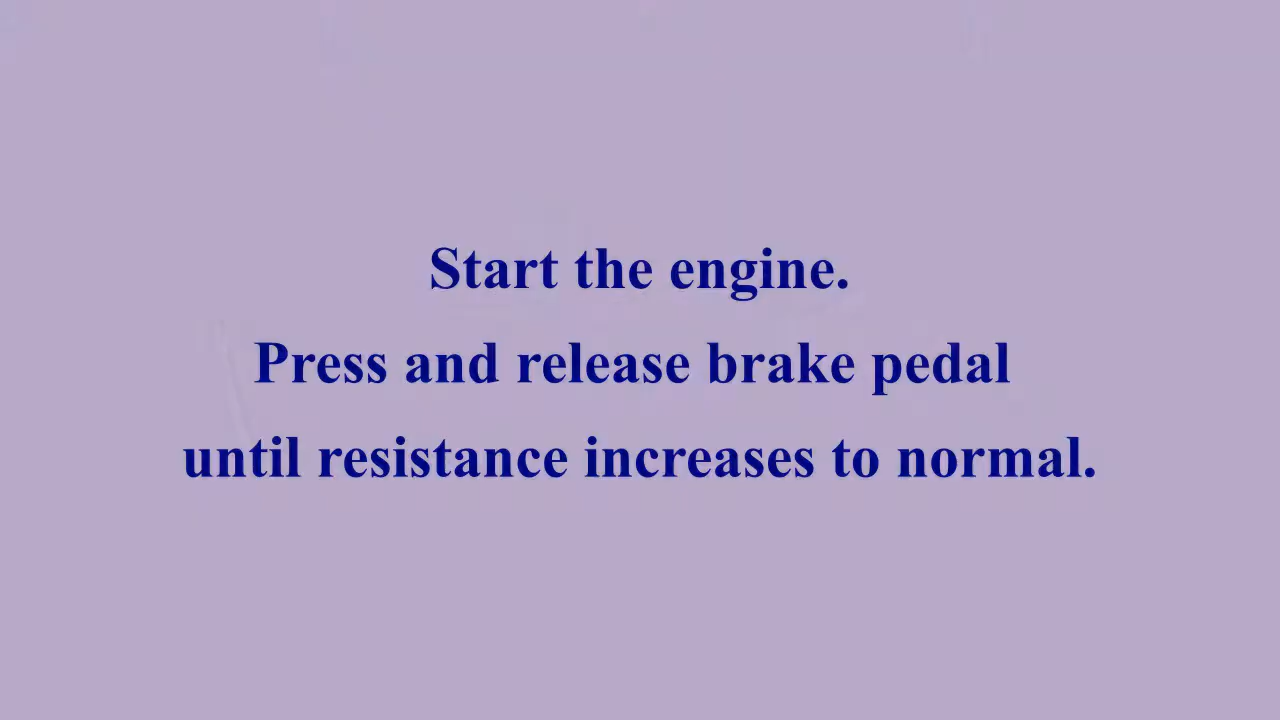 Start the engine.
Press and release brake pedal
until resistance increases to normal.